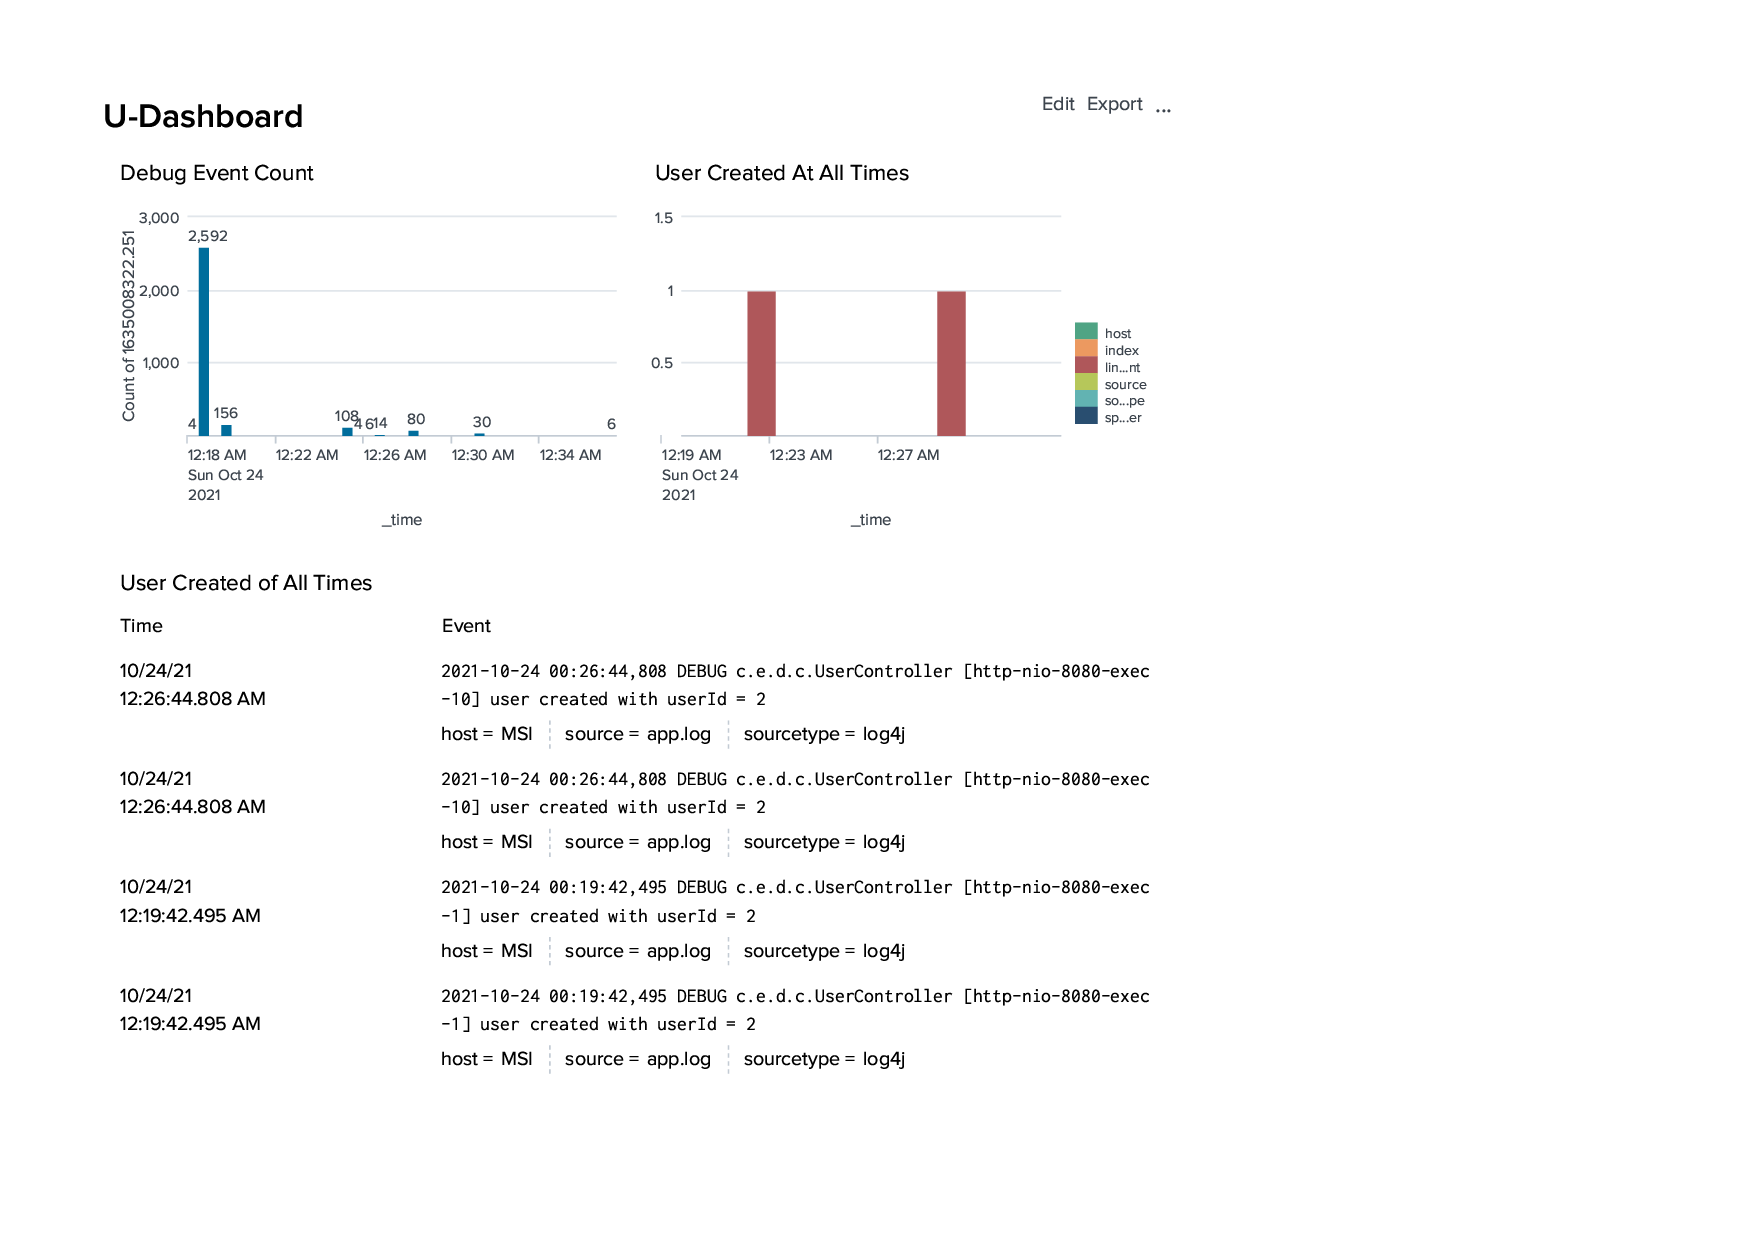 U-Dashboard
Edit Export ...
Debug Event Count
3,000
2,000
1,000
Count of 1635008322.251
4
2,592
156
108
4
6
14
80
30
6
12:18 AM
Sun Oct 24
2021
12:22 AM
12:26 AM
12:30 AM
12:34 AM
_time
User Created At All Times
1.5
1
0.5
12:19 AM
Sun Oct 24
2021
12:23 AM
12:27 AM
_time
host
index
lin...nt
source
so...pe
sp...er
User Created of All Times
Time Event
10/24/21 2021-10-24 00:26:44,808 DEBUG c.e.d.c.UserController [http-nio-8080-exec
12:26:44.808 AM -10] user created with userId = 2
host = MSI source = app.log sourcetype = log4j
10/24/21 2021-10-24 00:26:44,808 DEBUG c.e.d.c.UserController [http-nio-8080-exec
12:26:44.808 AM -10] user created with userId = 2
host = MSI source = app.log sourcetype = log4j
10/24/21 2021-10-24 00:19:42,495 DEBUG c.e.d.c.UserController [http-nio-8080-exec
12:19:42.495 AM -1] user created with userId = 2
host = MSI source = app.log sourcetype = log4j
10/24/21 2021-10-24 00:19:42,495 DEBUG c.e.d.c.UserController [http-nio-8080-exec
12:19:42.495 AM -1] user created with userId = 2
host = MSI source = app.log sourcetype = log4j